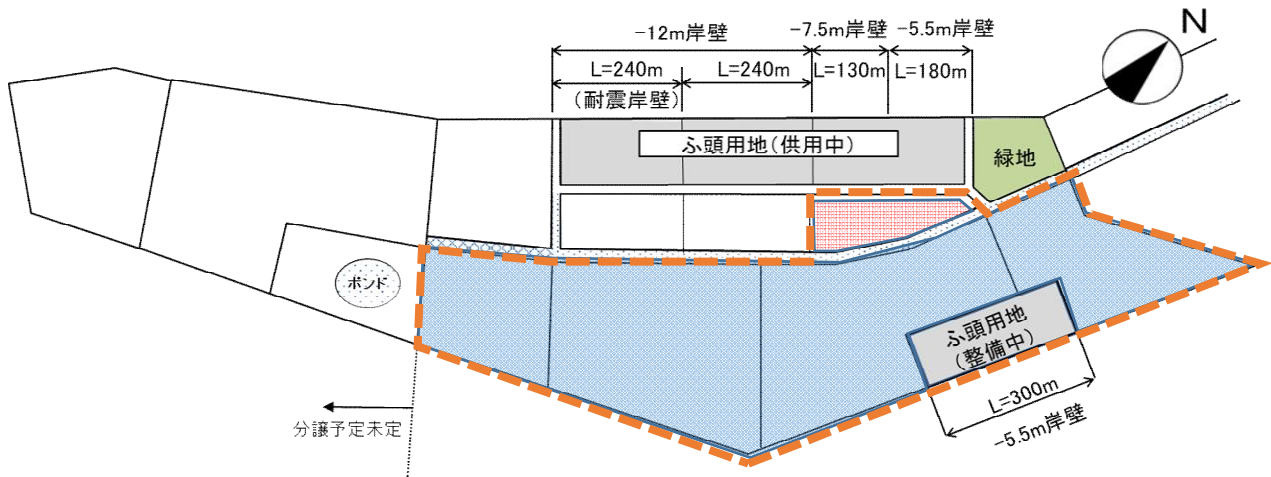 N
-12m岸壁
-7.5m岸壁
-5.5m岸壁
L=240m
L=240m
L=130m
L=180m
(耐震岸壁)
ふ頭用地(供用中)
緑地
ポンド
ふ頭用地
(整備中)
L=300m
-5.5m岸壁
分譲予定未定